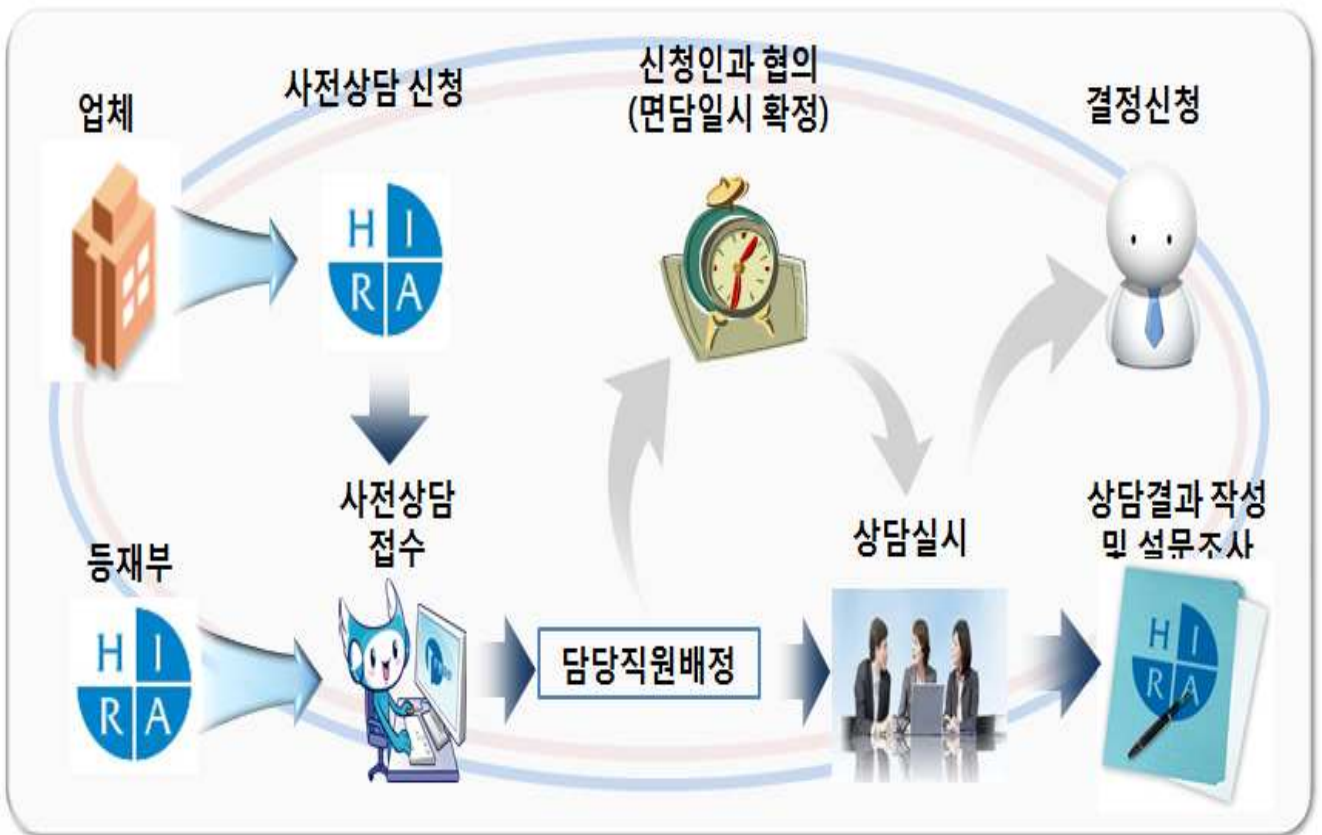 업체
사전상담 신청
신청인과 협의
(면담일시 확정)
결정신청
H I
R A
사전상담
접수
등재부
H I
R A
담당직원배정
상담실시
상담결과 작성
및 설문조사
H I
R A